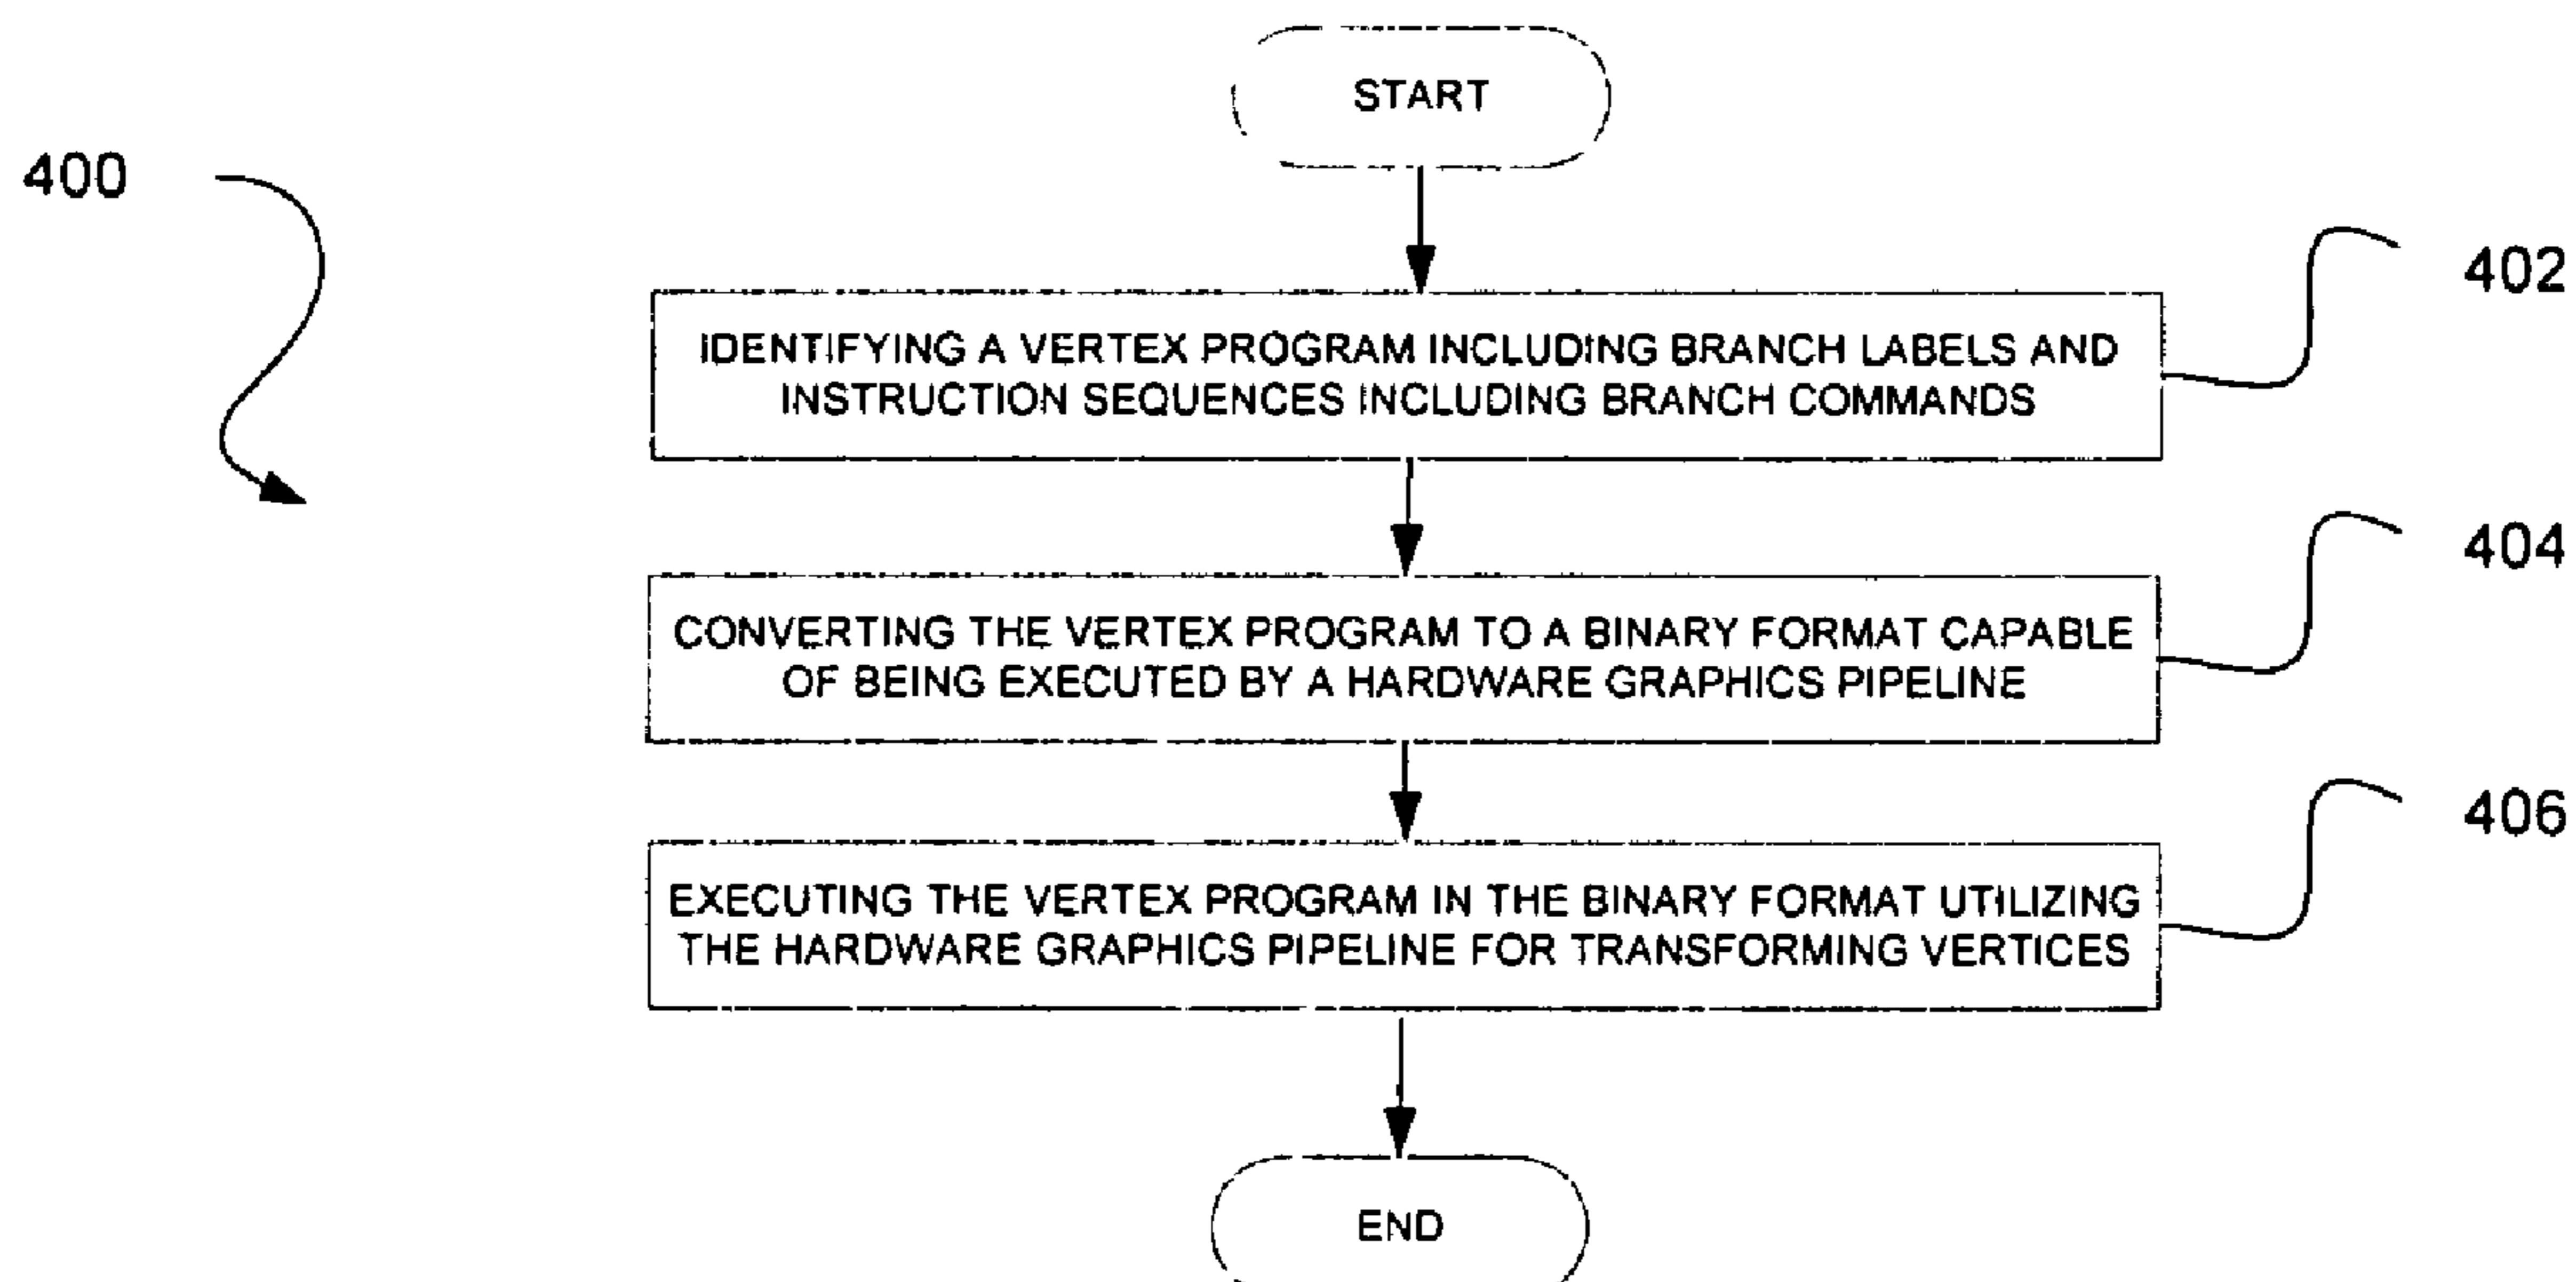 START
400
402
IDENTIFYING A VERTEX PROGRAM INCLUDING BRANCH LABELS AND
INSTRUCTION SEQUENCES INCLUDING BRANCH COMMANDS
404
CONVERTING THE VERTEX PROGRAM TO A BINARY FORMAT CAPABLE
OF BEING EXECUTED BY A HARDWARE GRAPHICS PIPELINE
406
EXECUTING THE VERTEX PROGRAM IN THE BINARY FORMAT UTILIZING
THE HARDWARE GRAPHICS PIPELINE FOR TRANSFORMING VERTICES
END